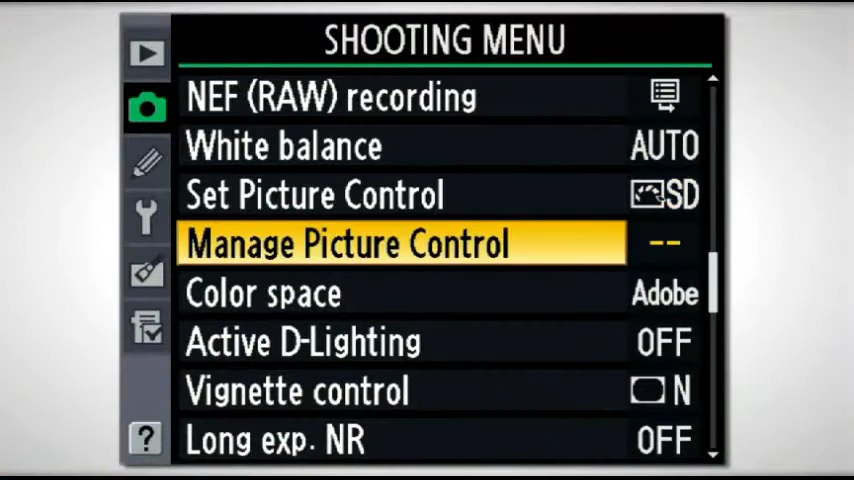 SHOOTING MENU
NEF (RAW) recording
White balance AUTO
Set Picture Control SD
Manage Picture Control --
Color space Adobe
Active D-Lighting OFF
Vignette control N
Long exp. NR OFF
?